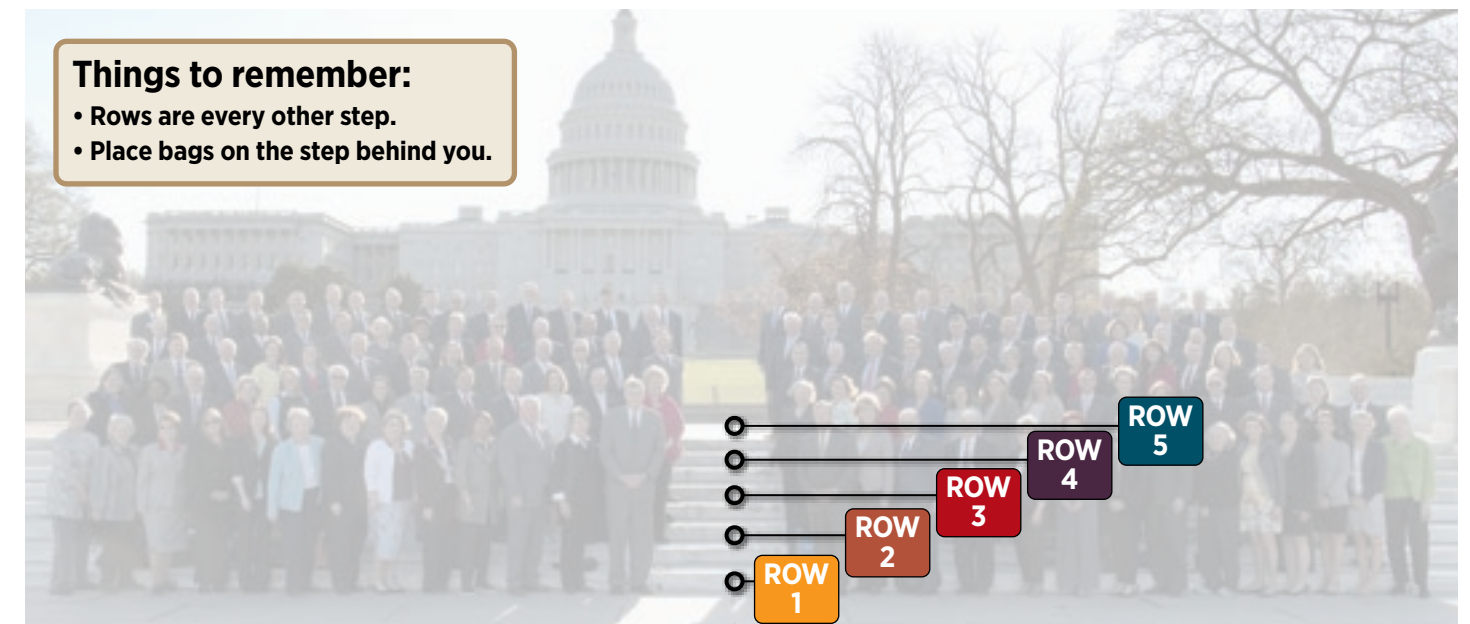 Things to remember:
• Rows are every other step.
• Place bags on the step behind you.
ROW
5
ROW
4
ROW
3
ROW
2
ROW
1